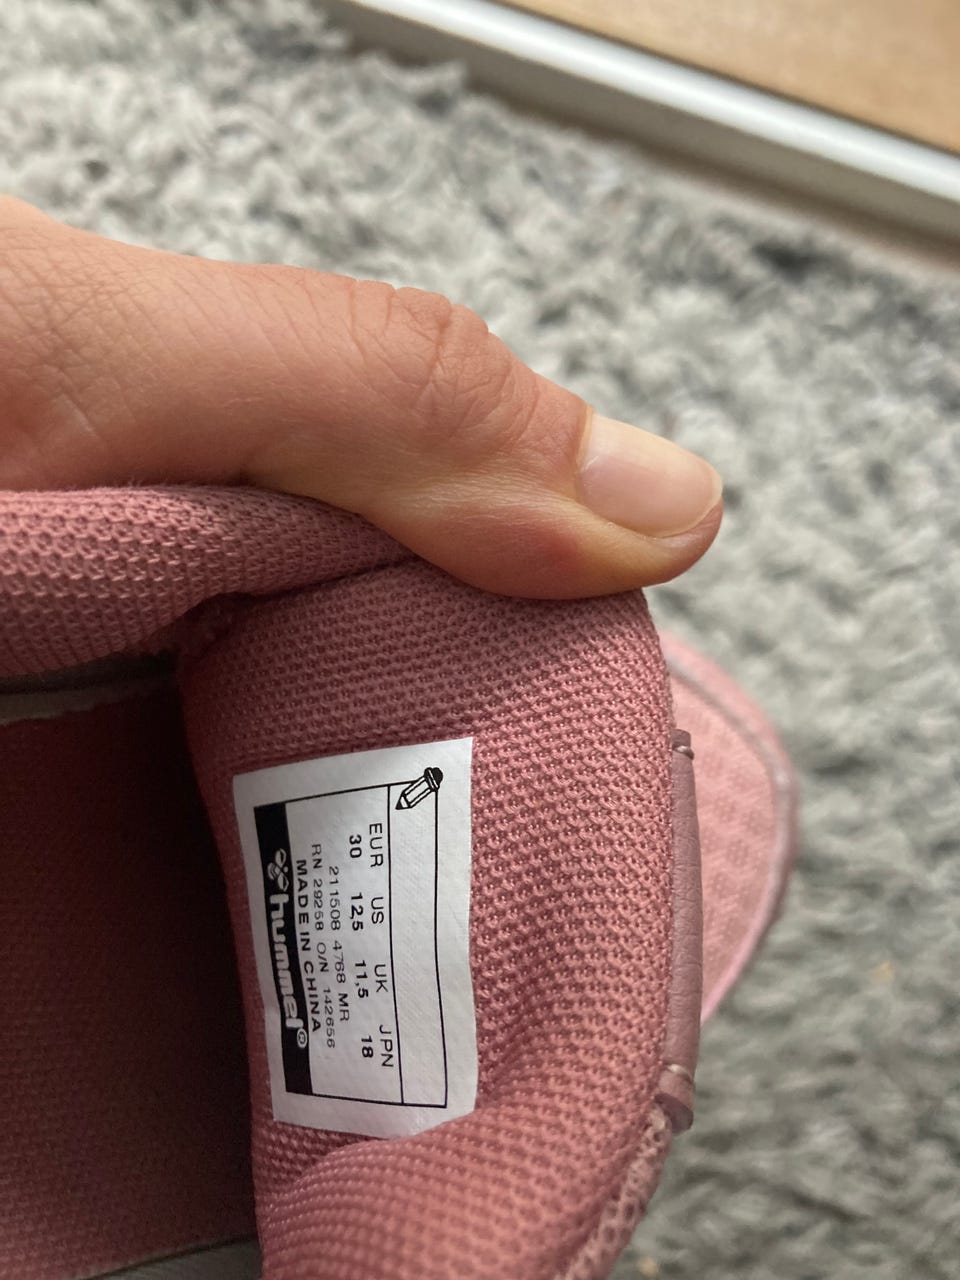 EUR US UK JPN
30 12,5 11,5 18
211508 4768 MR
RN 29258 O/N 142656
MADE IN CHINA
hummel®